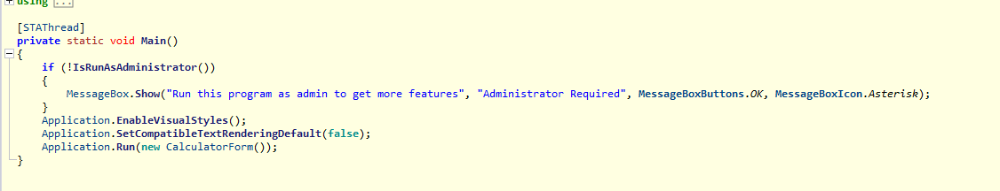 using ...
[STAThread]
private static void Main()
{
if (!IsRunAsAdministrator())
{
MessageBox.Show("Run this program as admin to get more features", "Administrator Required", MessageBoxButtons.OK, MessageBoxIcon.Asterisk);
}
Application.EnableVisualStyles();
Application.SetCompatibleTextRenderingDefault(false);
Application.Run(new CalculatorForm());
}